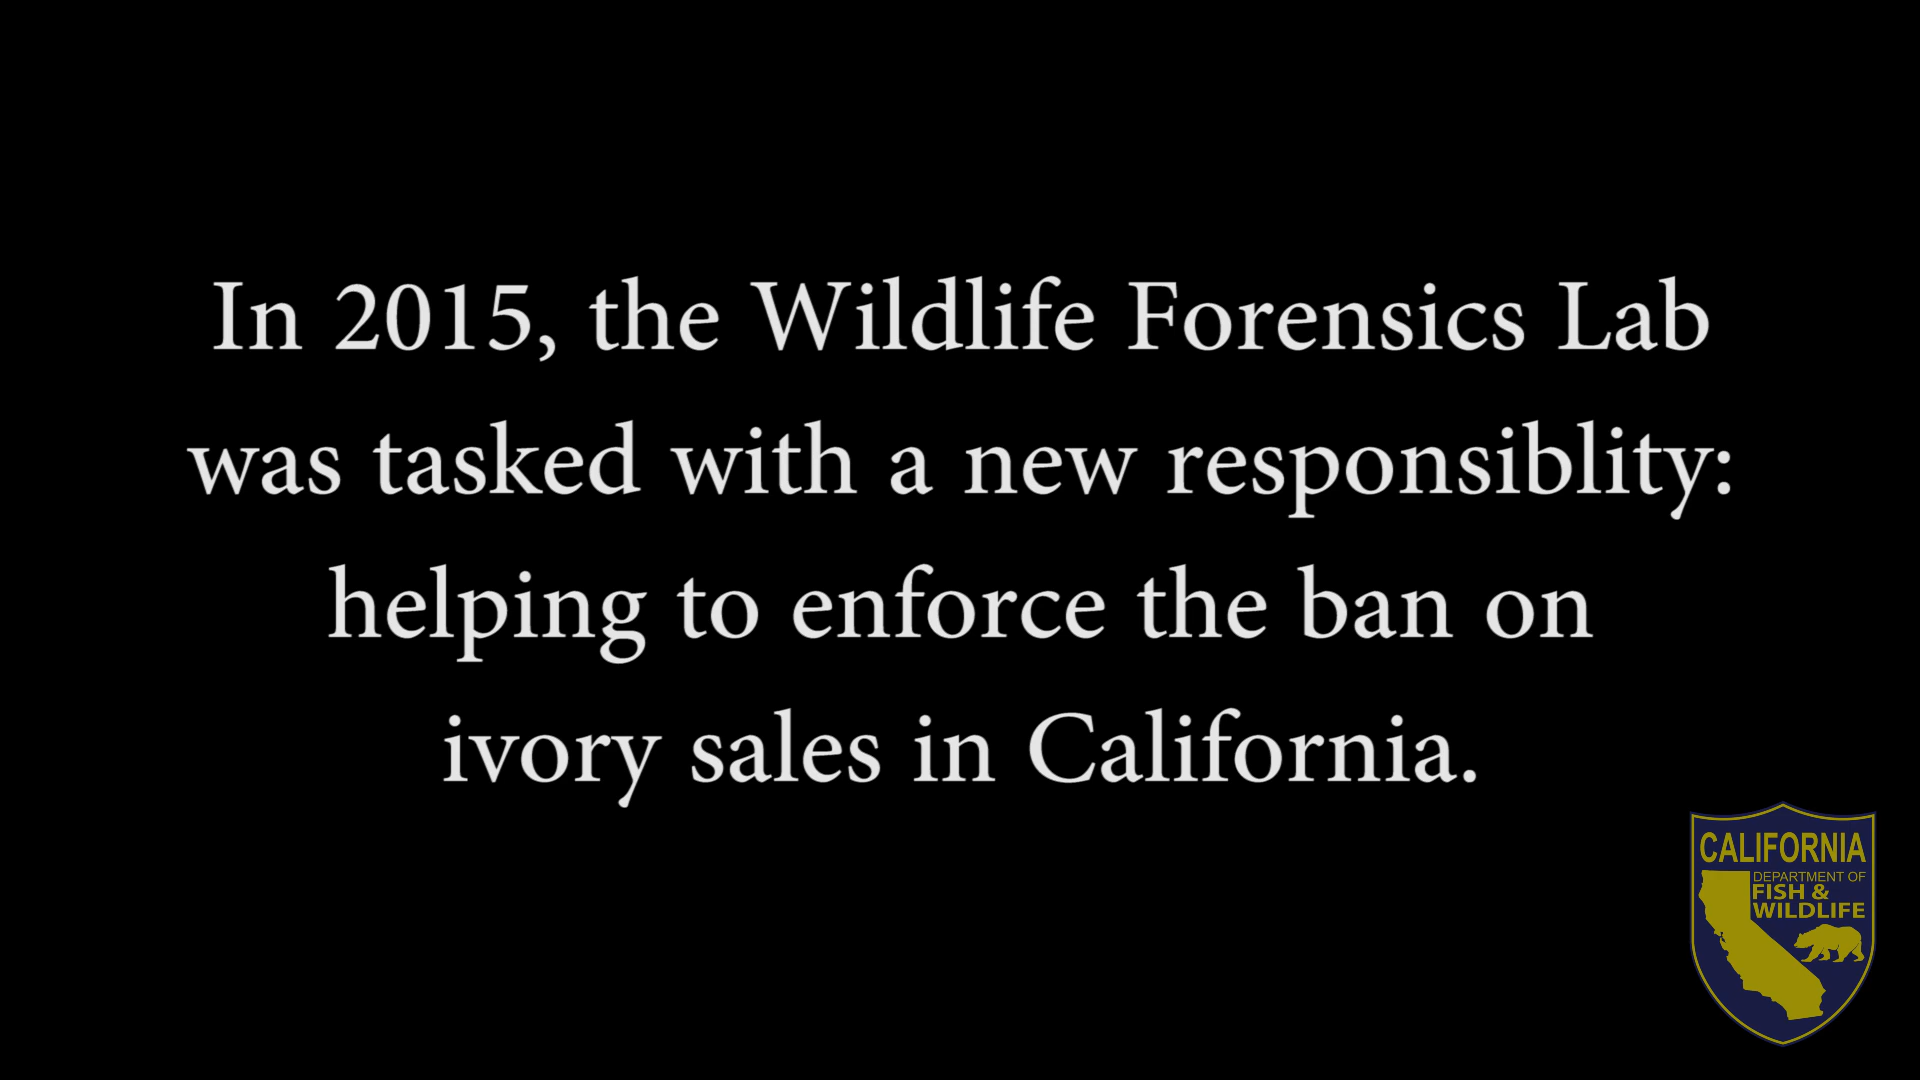 In 2015, the Wildlife Forensics Lab
was tasked with a new responsiblity:
helping to enforce the ban on
ivory sales in California.
CALIFORNIA
DEPARTMENT OF
FISH &
WILDLIFE